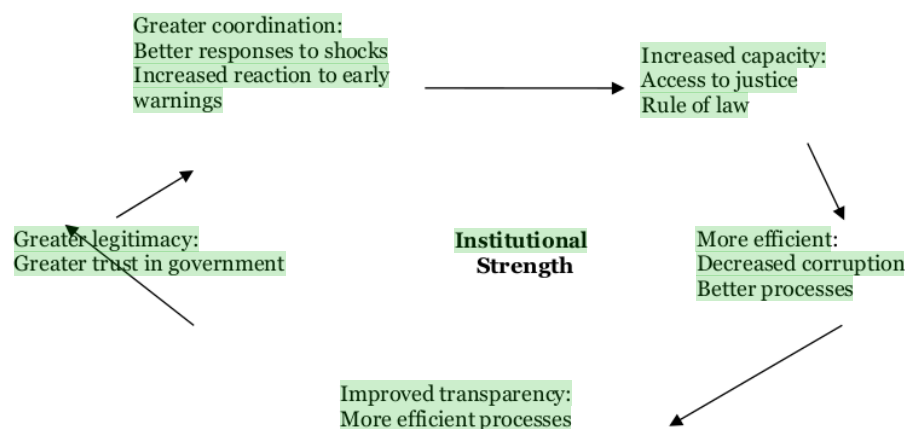 Greater coordination:
Better responses to shocks
Increased reaction to early
warnings
Increased capacity:
Access to justice
Rule of law
Greater legitimacy:
Greater trust in government
Institutional
Strength
More efficient:
Decreased corruption
Better processes
Improved transparency:
More efficient processes